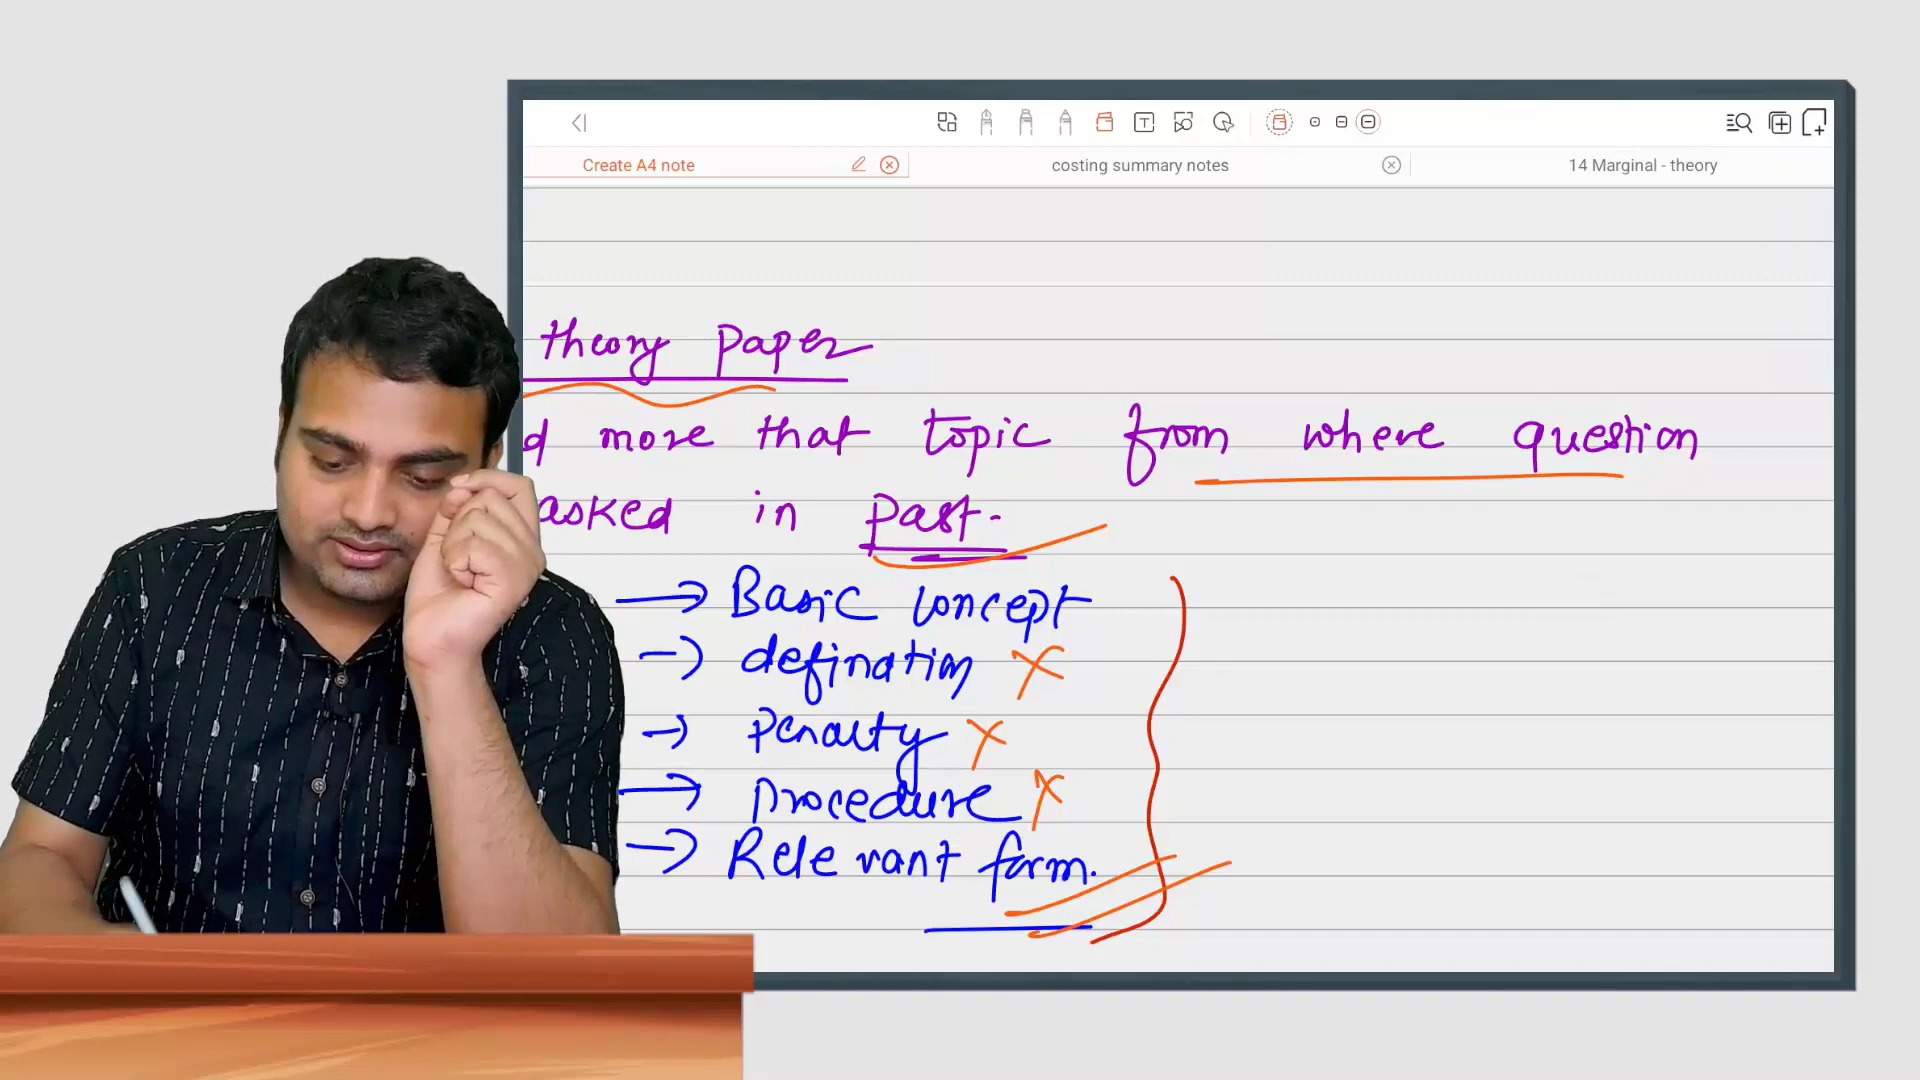 Create A4 note
costing summary notes
14 Marginal - theory
theory paper
d more that topic from where question
asked in past.
→ Basic concept
→ defination X
→ Penalty X
→ procedure X
→ Relevant form.